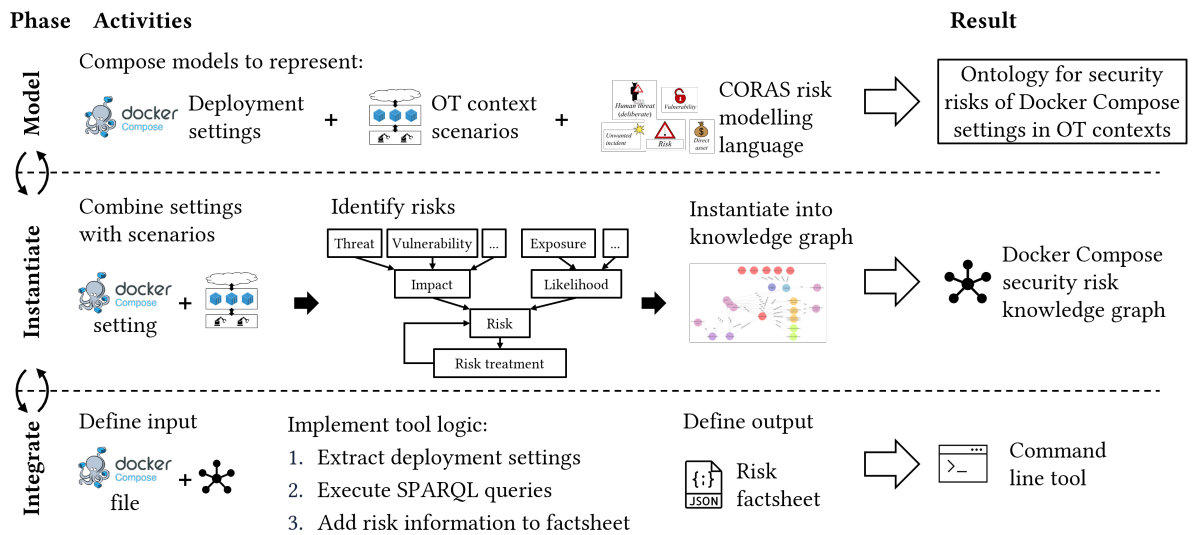 Phase Activities Result
Model
Compose models to represent:
docker
Compose
Deployment
settings
+
OT context
scenarios
+
Human threat
(deliberate)
Vulnerability
Unwanted
incident
Risk
Direct
asset
CORAS risk
modelling
language
Ontology for security
risks of Docker Compose
settings in OT contexts
Instantiate
Combine settings
with scenarios
docker
Compose
setting
+
Identify risks
Threat
Vulnerability
...
Exposure
...
Impact
Likelihood
Risk
Risk treatment
Instantiate into
knowledge graph
Docker Compose
security risk
knowledge graph
Integrate
Define input
docker
Compose
file
+
Implement tool logic:
1. Extract deployment settings
2. Execute SPARQL queries
3. Add risk information to factsheet
Define output
{;}
JSON
Risk
factsheet
>_
Command
line tool